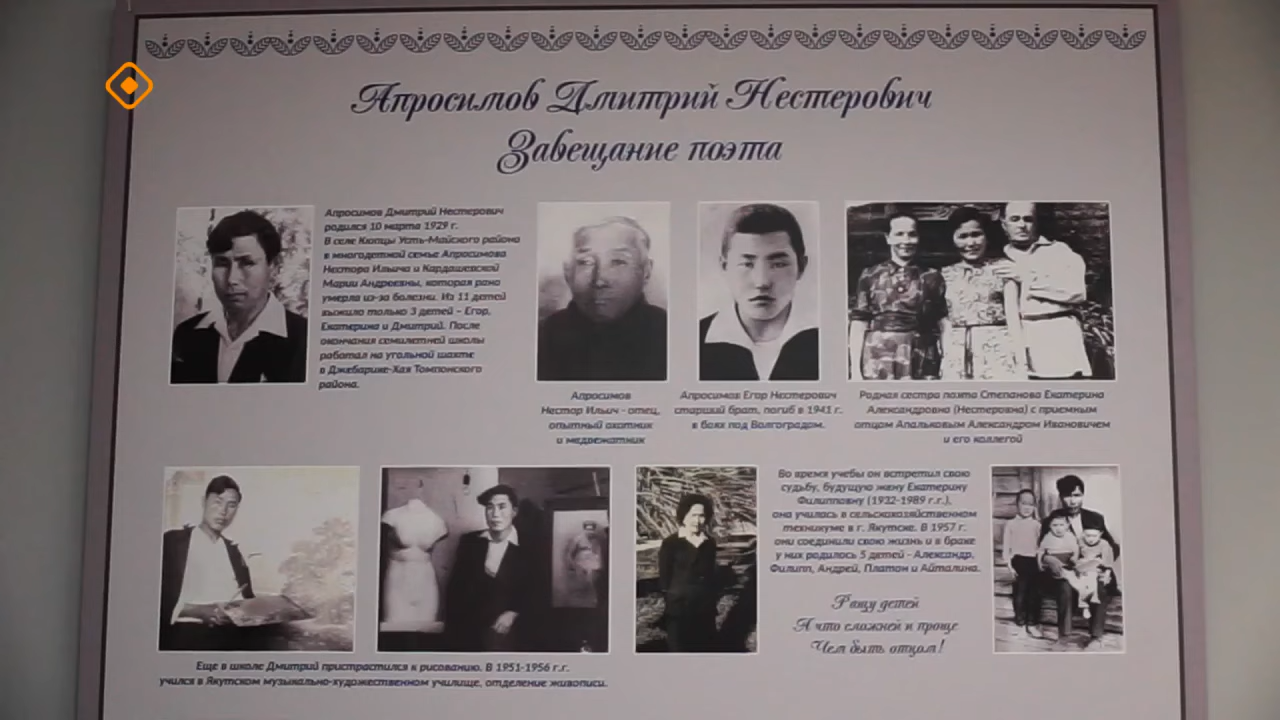 Апросимов Дмитрий Нестерович
Завещание поэта
Апросимов Дмитрий Нестерович
родился 10 марта 1929 г.
В селе Кюпцы Усть-Майского района
в многодетной семье Апросимова
Нестора Ильича и Кардашевской
Марии Андреевны, которая рано
умерла из-за болезни. Из 11 детей
выжило только 3 детей – Егор,
Екатерина и Дмитрий. После
окончания семилетней школы
работал на угольной шахте
в Джебарике-Хая Томпонского
района.
Апросимов
Нестор Ильич - отец,
опытный охотник
и медвежатник
Апросимов Егор Нестерович
старший брат, погиб в 1941 г.
в боях под Волгоградом.
Родная сестра поэта Степанова Екатерина
Александровна (Нестеровна) с приемным
отцом Апальковым Александром Ивановичем
и его коллегой
Еще в школе Дмитрий пристрастился к рисованию. В 1951-1956 г.г.
учился в Якутском музыкально-художественном училище, отделение живописи.
Во время учебы он встретил свою
судьбу, будущую жену Екатерину
Филипповну (1932-1989 г.г.),
она училась в сельскохозяйственном
техникуме в г. Якутске. В 1957 г.
они соединили свою жизнь и в браке
у них родилось 5 детей - Александр,
Филипп, Андрей, Платон и Айталина.
Ращу детей
А что сложней и проще
Чем быть отцом!